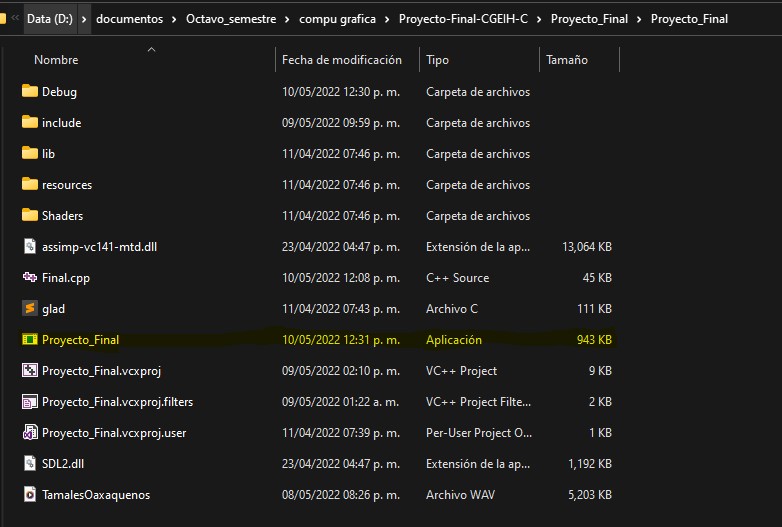 Data (D:) > documentos > Octavo_semestre > compu grafica > Proyecto-Final-CGEIH-C > Proyecto_Final > Proyecto_Final
Nombre Fecha de modificación Tipo Tamaño
Debug 10/05/2022 12:30 p. m. Carpeta de archivos
include 09/05/2022 09:59 p. m. Carpeta de archivos
lib 11/04/2022 07:46 p. m. Carpeta de archivos
resources 11/04/2022 07:46 p. m. Carpeta de archivos
Shaders 11/04/2022 07:46 p. m. Carpeta de archivos
assimp-vc141-mtd.dll 23/04/2022 04:47 p. m. Extensión de la ap... 13,064 KB
Final.cpp 10/05/2022 12:08 p. m. C++ Source 45 KB
glad 11/04/2022 07:43 p. m. Archivo C 111 KB
Proyecto_Final 10/05/2022 12:31 p. m. Aplicación 943 KB
Proyecto_Final.vcxproj 09/05/2022 02:10 p. m. VC++ Project 9 KB
Proyecto_Final.vcxproj.filters 09/05/2022 01:22 a. m. VC++ Project Filte... 2 KB
Proyecto_Final.vcxproj.user 11/04/2022 07:39 p. m. Per-User Project O... 1 KB
SDL2.dll 23/04/2022 04:47 p. m. Extensión de la ap... 1,192 KB
TamalesOaxaquenos 08/05/2022 08:26 p. m. Archivo WAV 5,203 KB